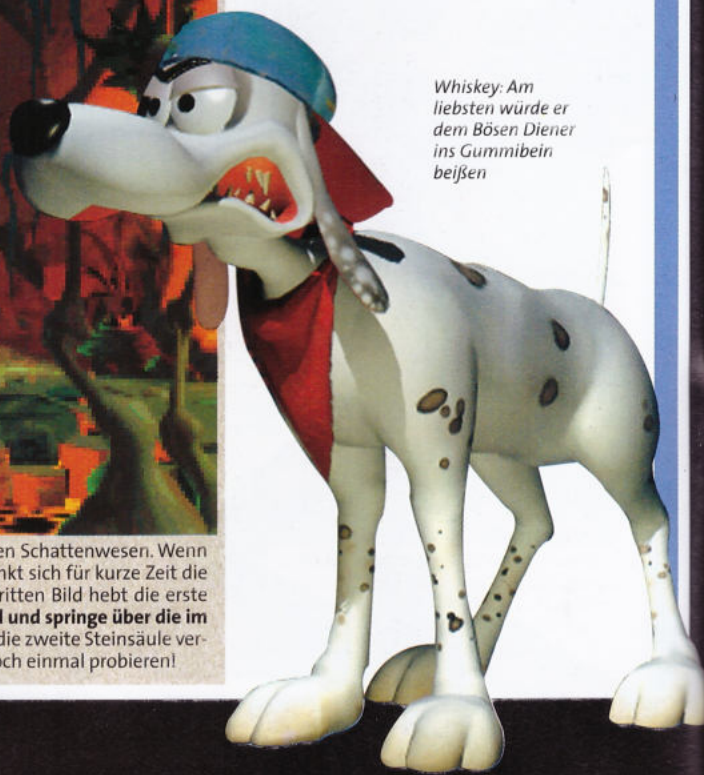 Whiskey: Am
liebsten würde er
dem Bösen Diener
ins Gummibein
beißen
en Schattenwesen. Wenn
nkt sich für kurze Zeit die
ritten Bild hebt die erste
und springe über die im
die zweite Steinsäule ver-
och einmal probieren!